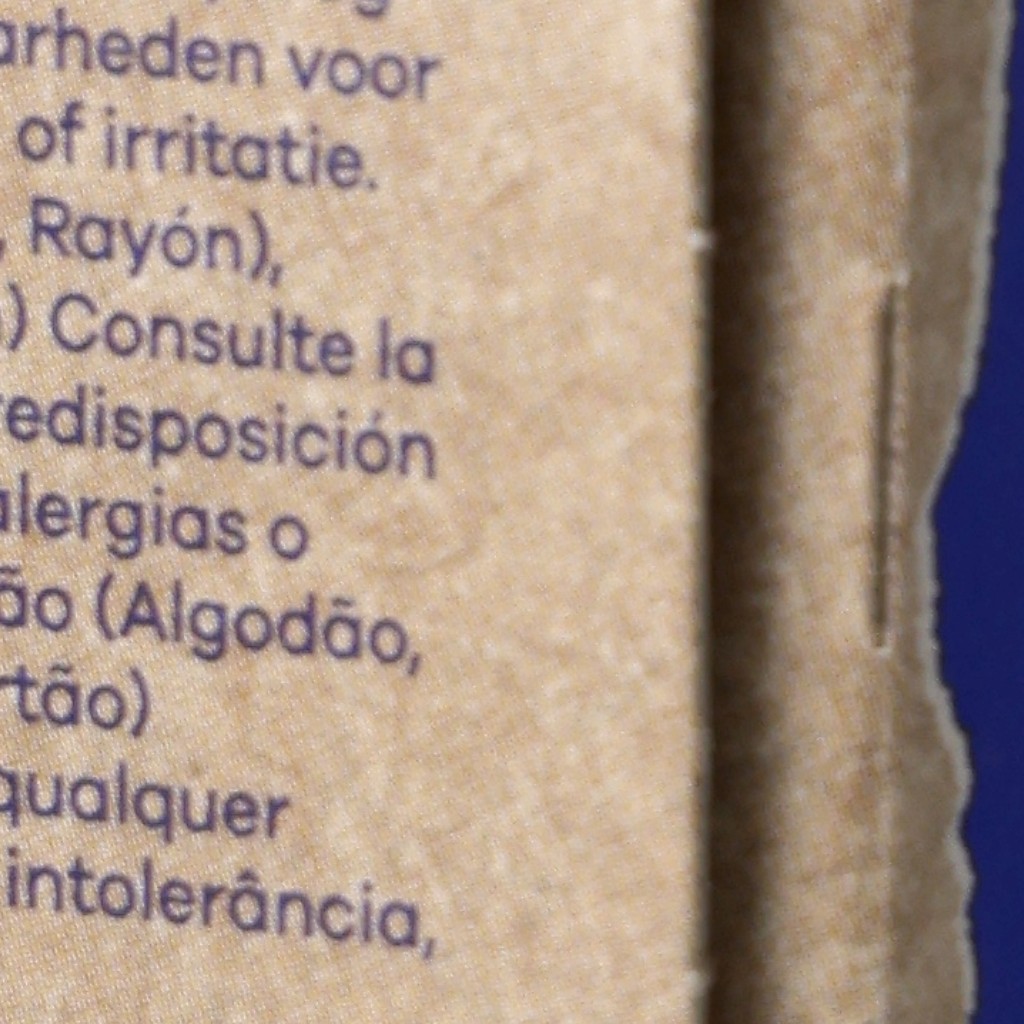 arheden voor
of irritatie.
, Rayón),
) Consulte la
redisposición
alergias o
ão (Algodão,
rtão)
qualquer
intolerância,